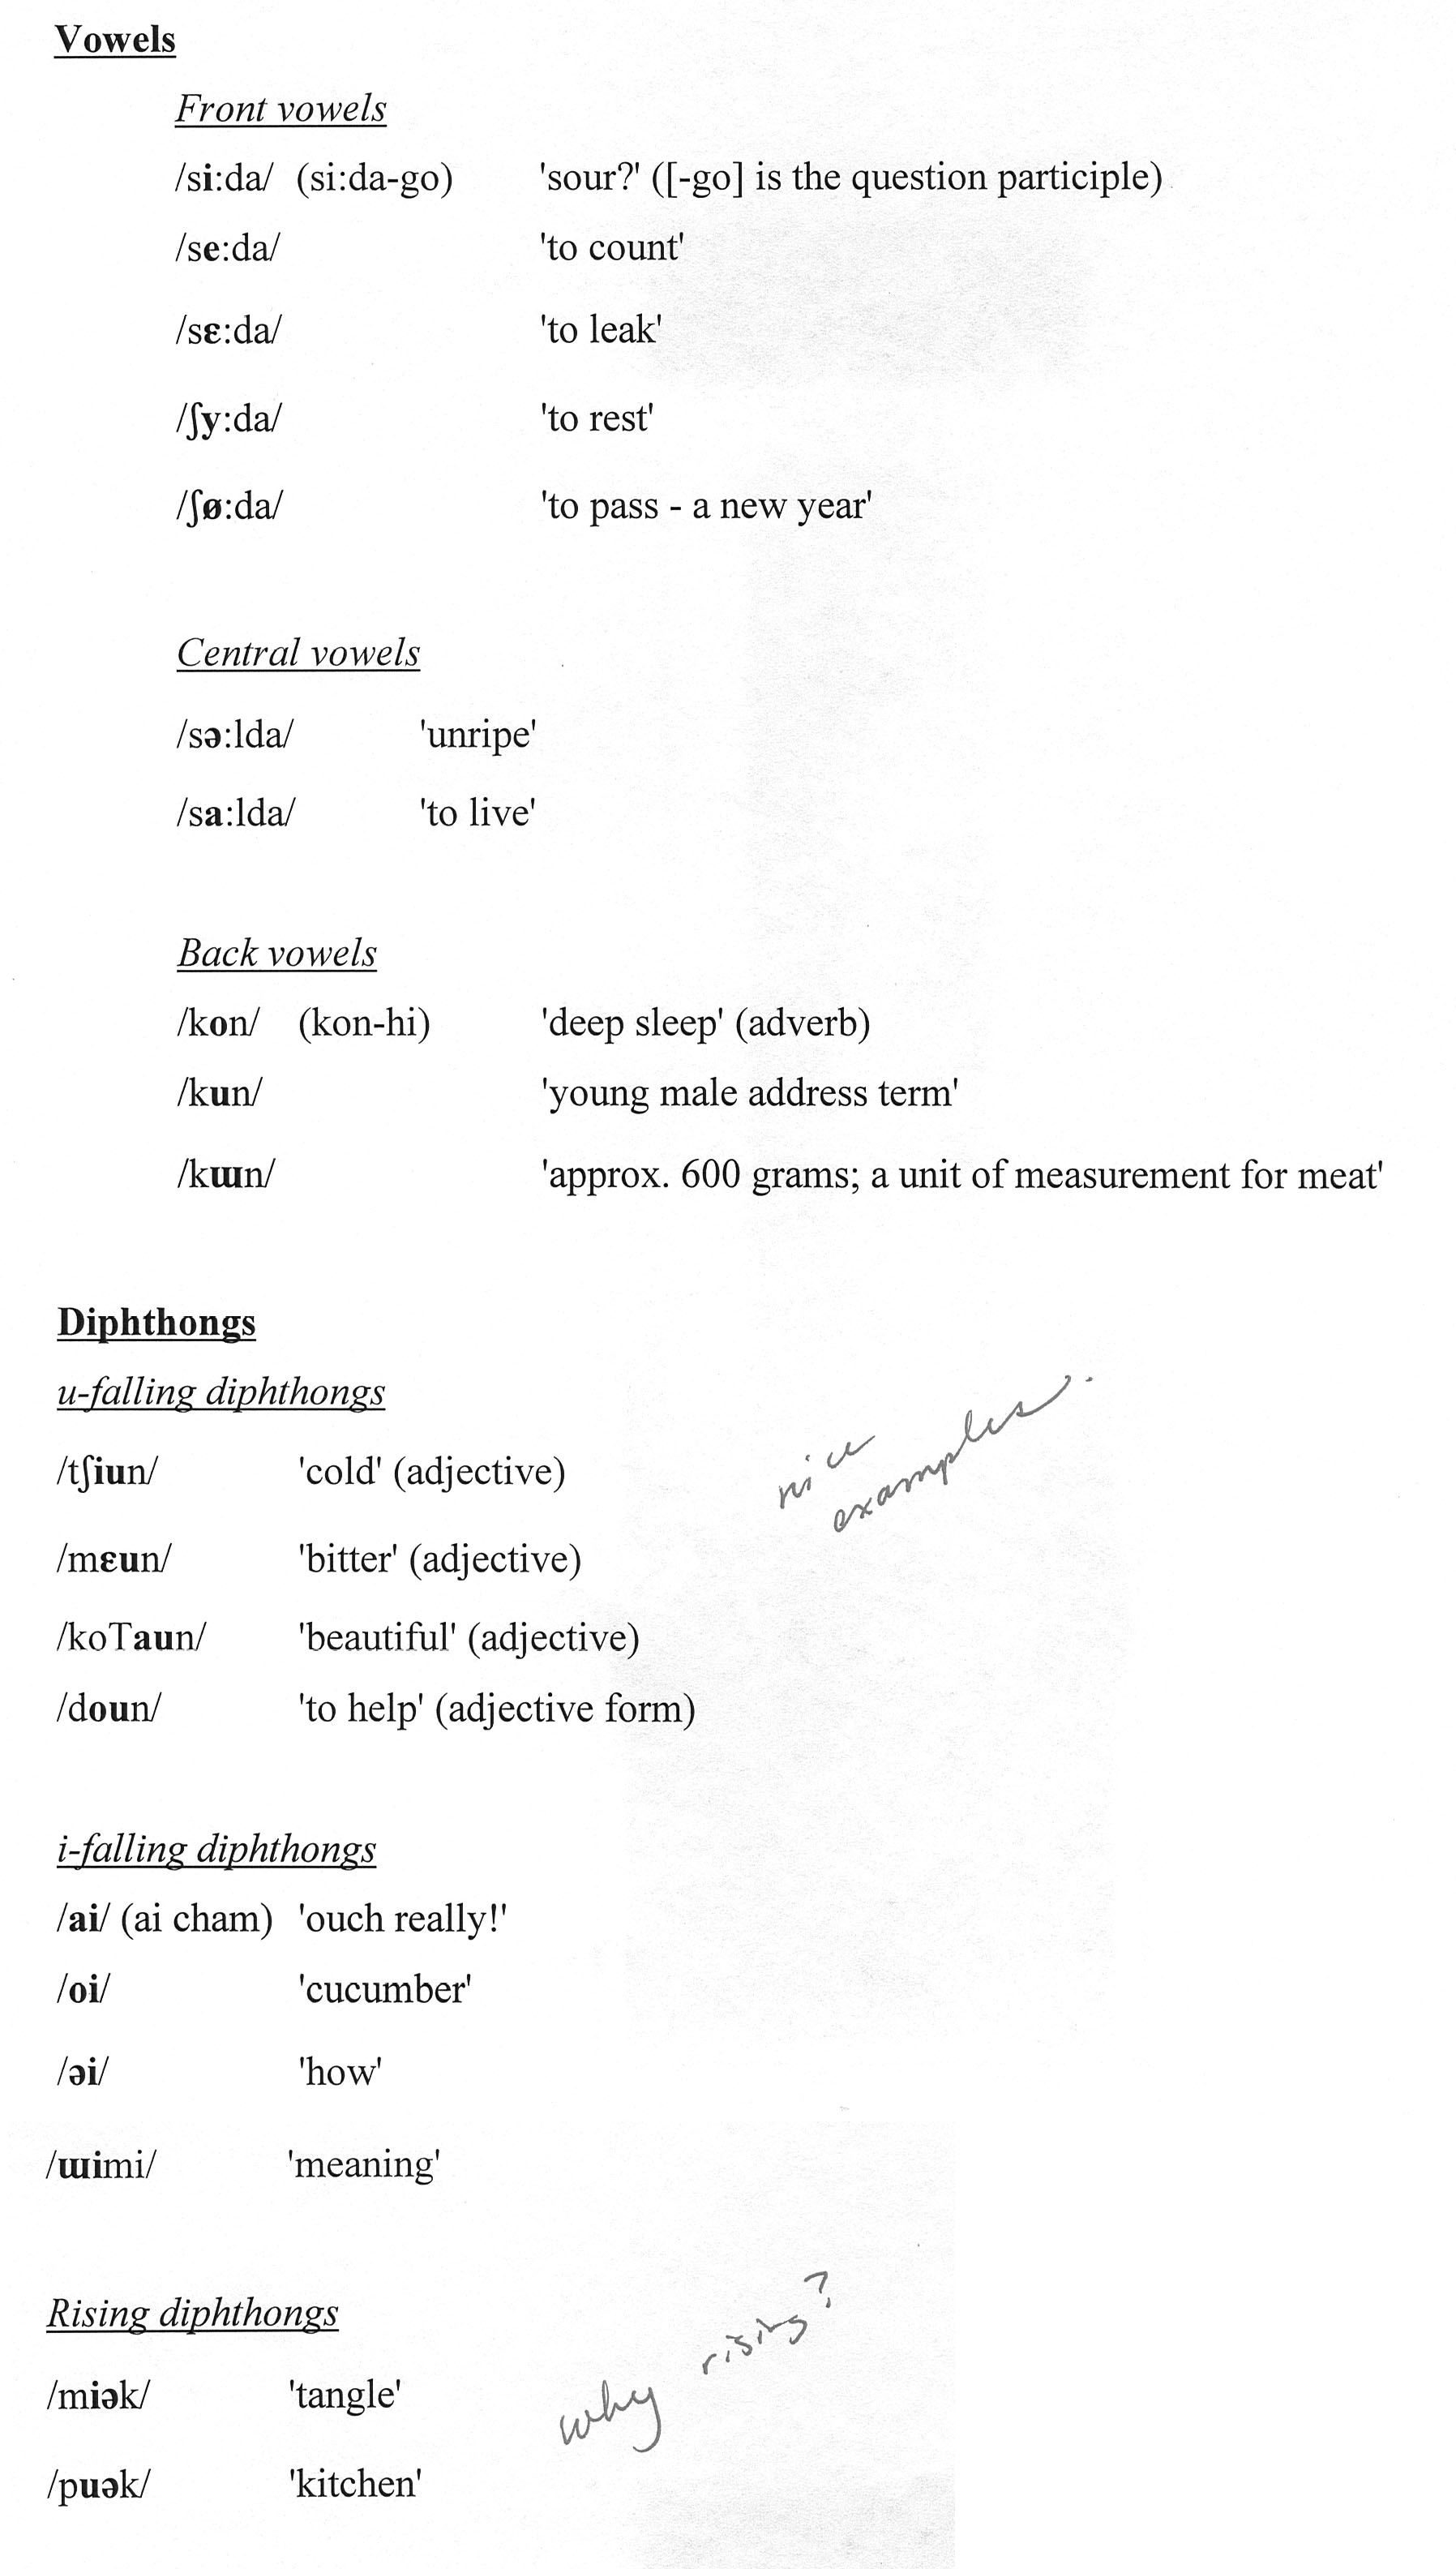 Vowels
Front vowels
/si:da/ (si:da-go) 'sour?' ([-go] is the question participle)
/se:da/ 'to count'
/sɛ:da/ 'to leak'
/ʃy:da/ 'to rest'
/ʃø:da/ 'to pass - a new year'
Central vowels
/sə:lda/ 'unripe'
/sa:lda/ 'to live'
Back vowels
/kon/ (kon-hi) 'deep sleep' (adverb)
/kun/ 'young male address term'
/kɯn/ 'approx. 600 grams; a unit of measurement for meat'
Diphthongs
u-falling diphthongs
/tʃiun/ 'cold' (adjective)
nice
examples.
/mɛun/ 'bitter' (adjective)
/koTaun/ 'beautiful' (adjective)
/doun/ 'to help' (adjective form)
i-falling diphthongs
/ai/ (ai cham) 'ouch really!'
/oi/ 'cucumber'
/əi/ 'how'
/ɯimi/ 'meaning'
Rising diphthongs
why rising?
/miək/ 'tangle'
/puək/ 'kitchen'